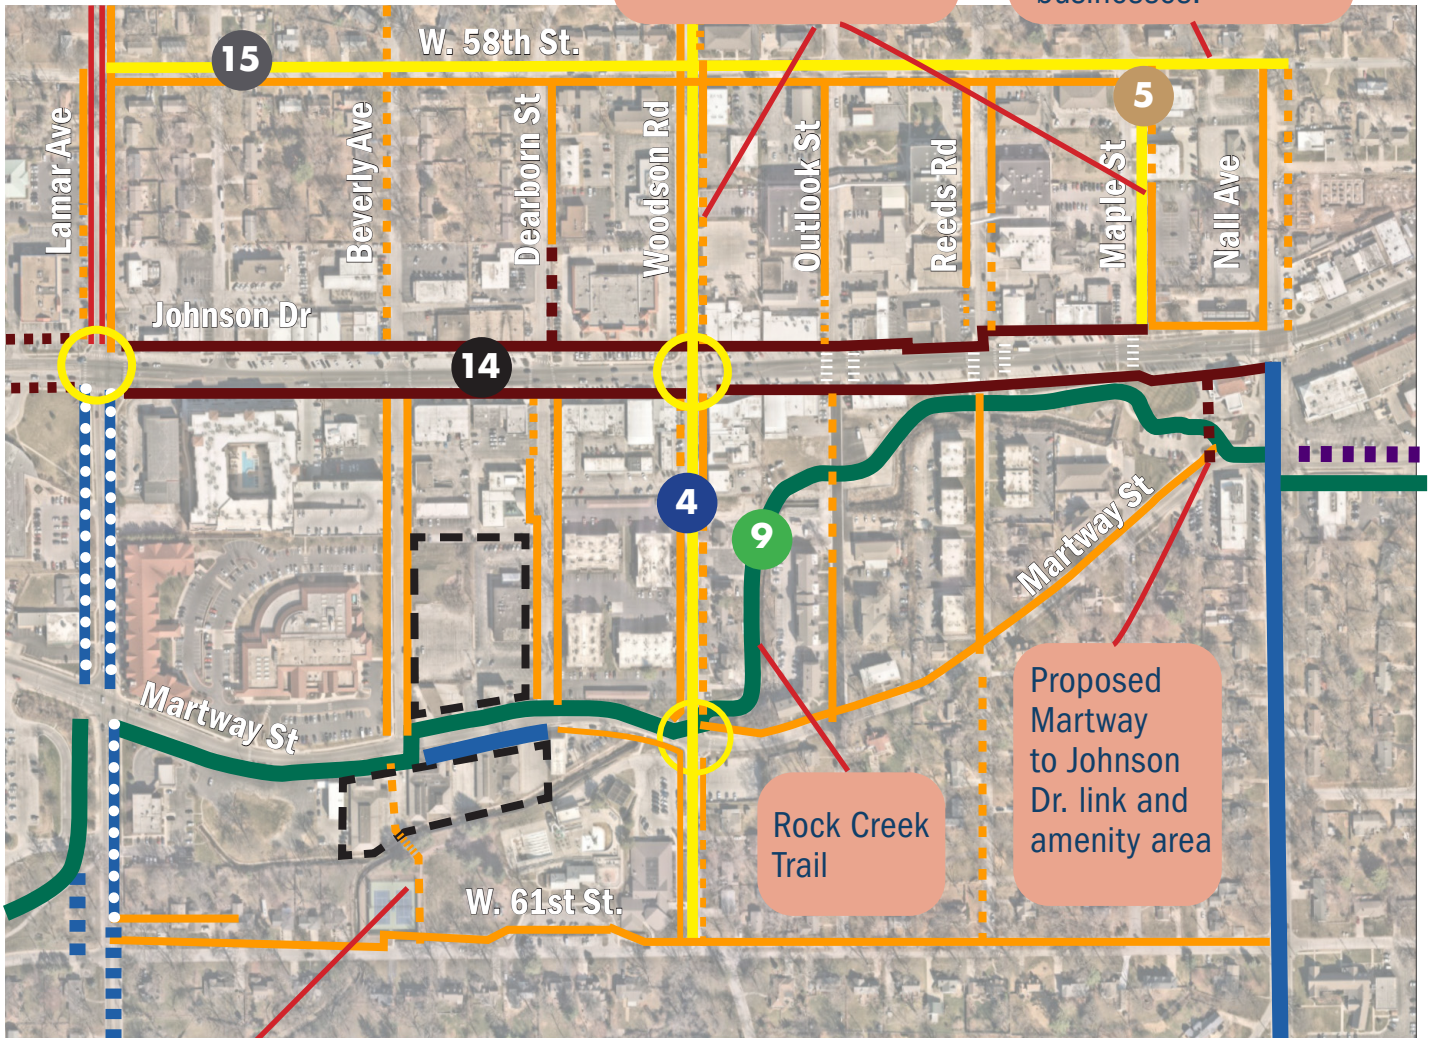 businesses.
W. 58th St.
15
5
Lamar Ave
Beverly Ave
Dearborn St
Woodson Rd
Outlook St
Reeds Rd
Maple St
Nall Ave
Johnson Dr
14
4
9
Martway St
Martway St
Proposed
Martway
to Johnson
Dr. link and
amenity area
Rock Creek
Trail
W. 61st St.